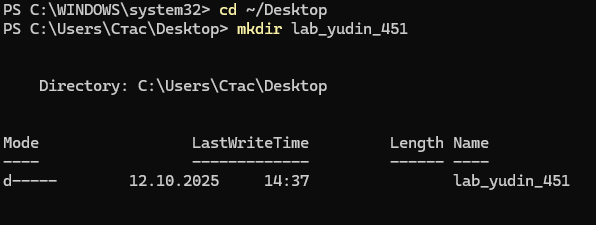 PS C:\WINDOWS\system32> cd ~/Desktop
PS C:\Users\Стас\Desktop> mkdir lab_yudin_451
Directory: C:\Users\Стас\Desktop
Mode LastWriteTime Length Name
---- ------------- ------ ----
d----- 12.10.2025 14:37 lab_yudin_451